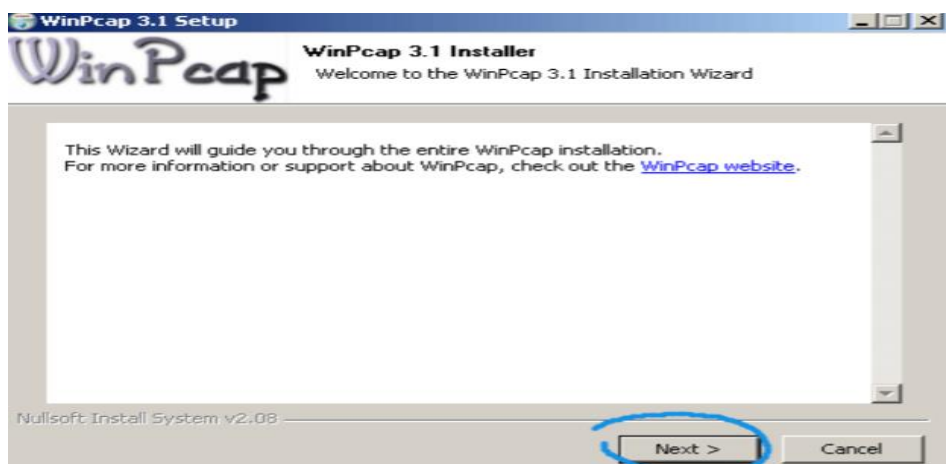 WinPcap 3.1 Setup
WinPcap
WinPcap 3.1 Installer
Welcome to the WinPcap 3.1 Installation Wizard
This Wizard will guide you through the entire WinPcap installation.
For more information or support about WinPcap, check out the WinPcap website.
Nullsoft Install System v2.08
Next >
Cancel